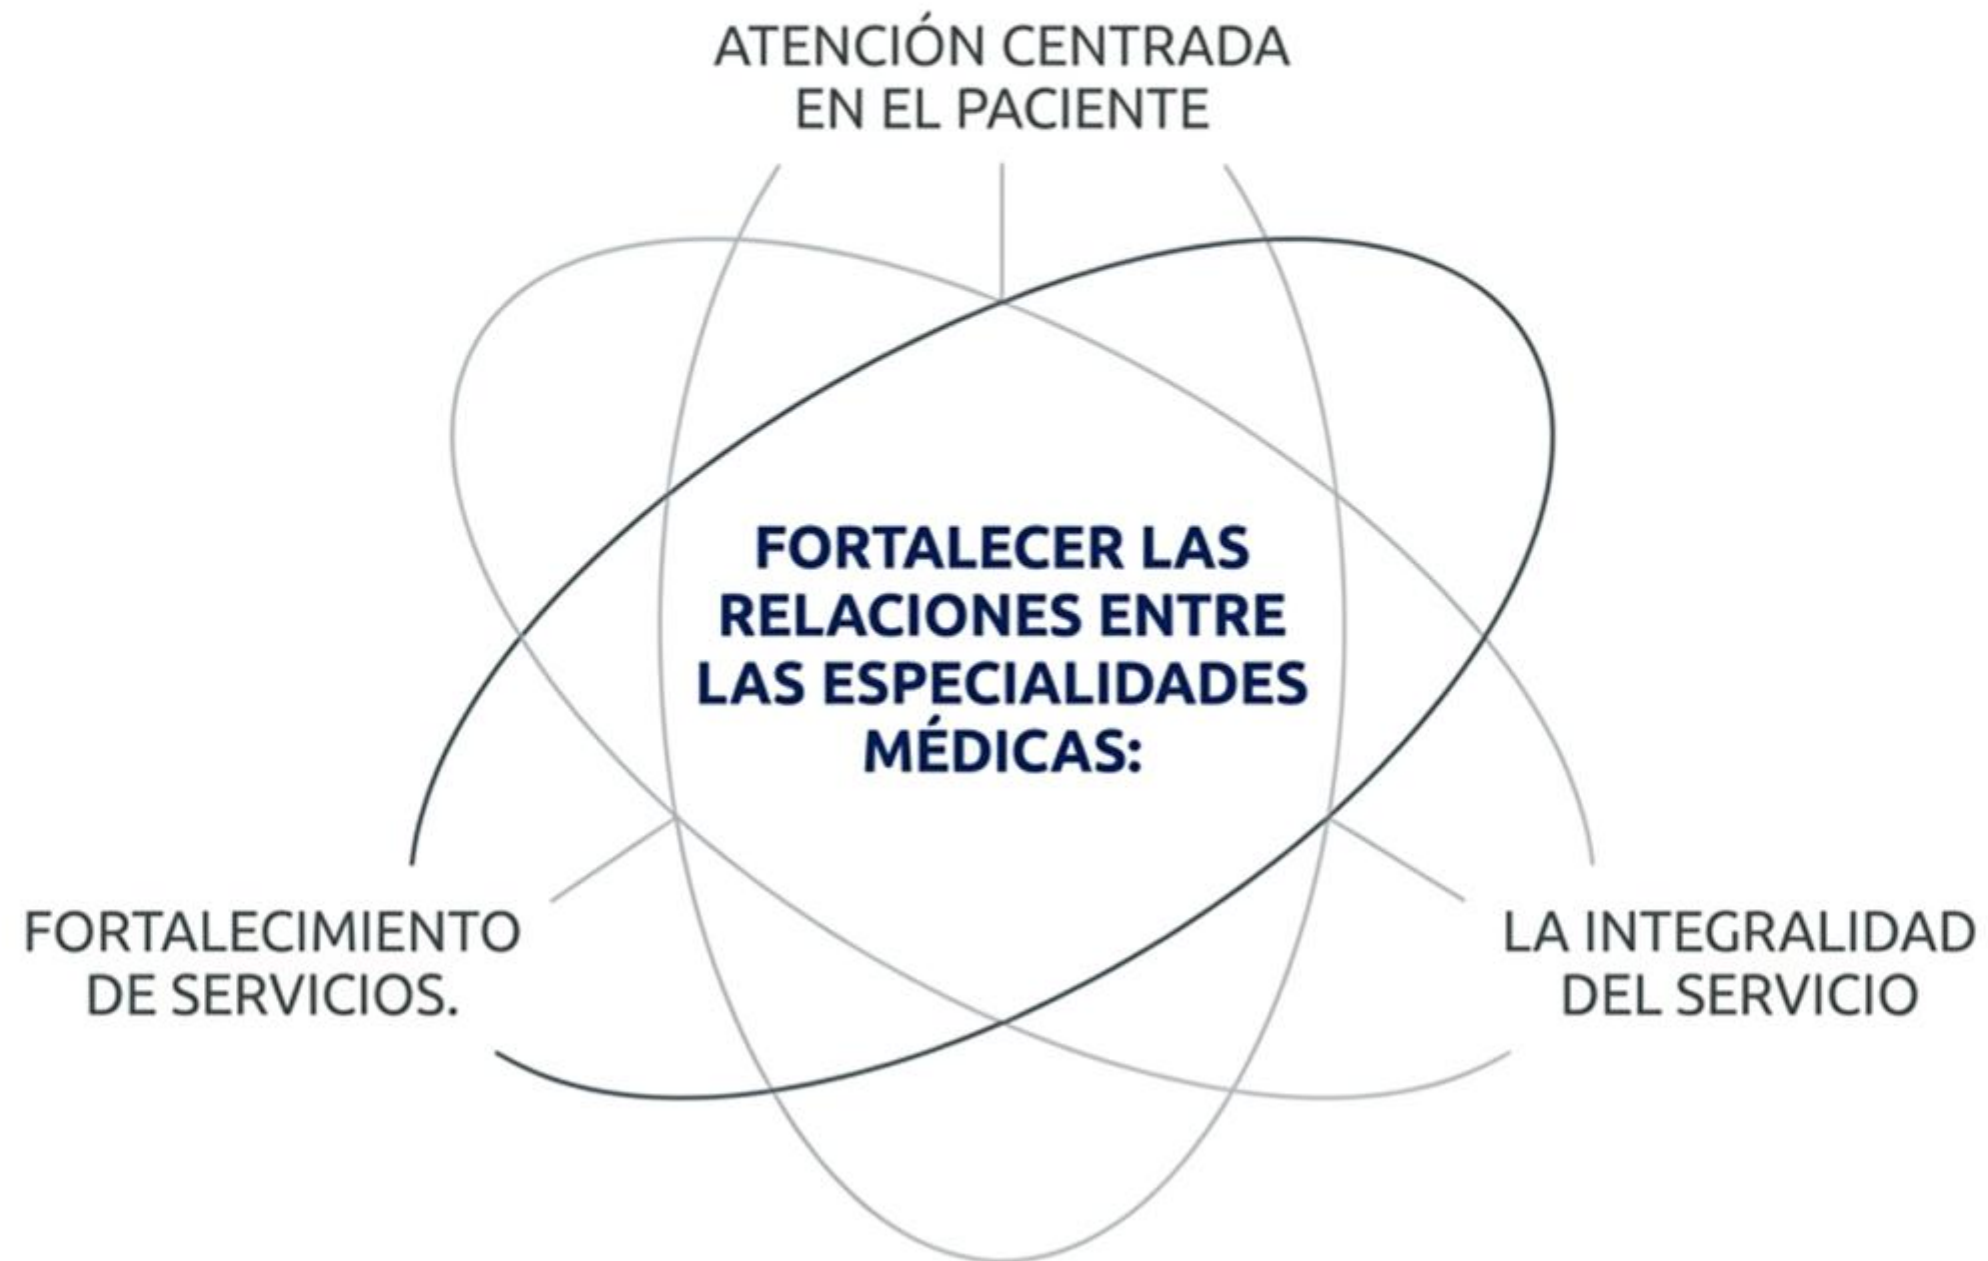 ATENCIÓN CENTRADA
EN EL PACIENTE
FORTALECER LAS
RELACIONES ENTRE
LAS ESPECIALIDADES
MÉDICAS:
FORTALECIMIENTO
DE SERVICIOS.
LA INTEGRALIDAD
DEL SERVICIO